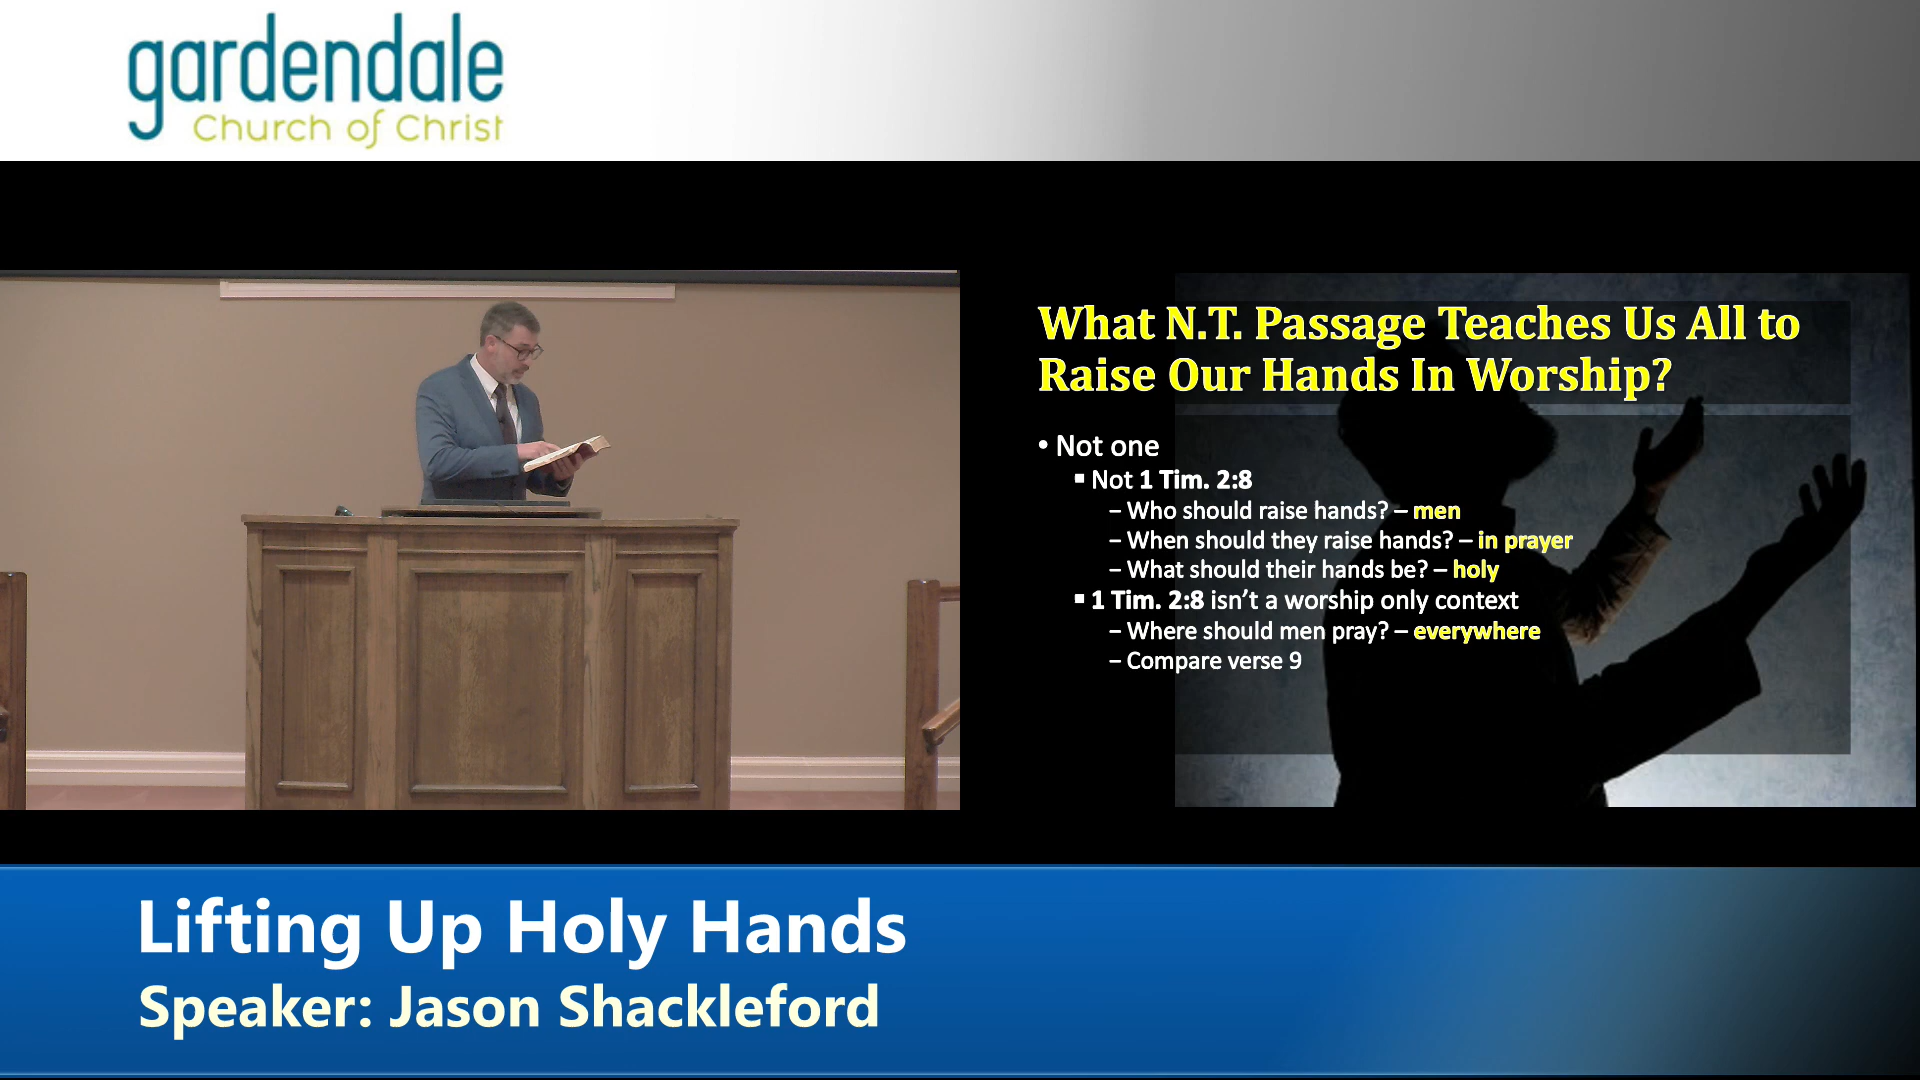 gardendale
Church of Christ
What N.T. Passage Teaches Us All to
Raise Our Hands In Worship?
• Not one
▪ Not 1 Tim. 2:8
– Who should raise hands? – men
– When should they raise hands? – in prayer
– What should their hands be? – holy
▪ 1 Tim. 2:8 isn’t a worship only context
– Where should men pray? – everywhere
– Compare verse 9
Lifting Up Holy Hands
Speaker: Jason Shackleford